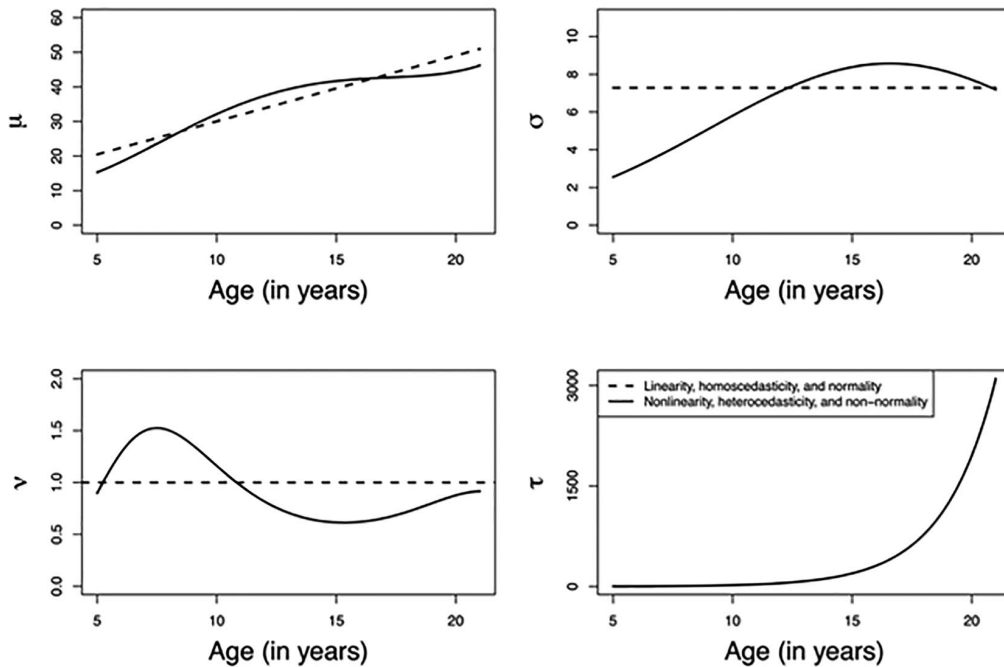 μ
0 10 20 30 40 50 60
5 10 15 20
Age (in years)
σ
0 2 4 6 8 10
5 10 15 20
Age (in years)
ν
0.0 0.5 1.0 1.5 2.0
5 10 15 20
Age (in years)
τ
0 1500 3000
Linearity, homoscedasticity, and normality
Nonlinearity, heterocedasticity, and non-normality
5 10 15 20
Age (in years)